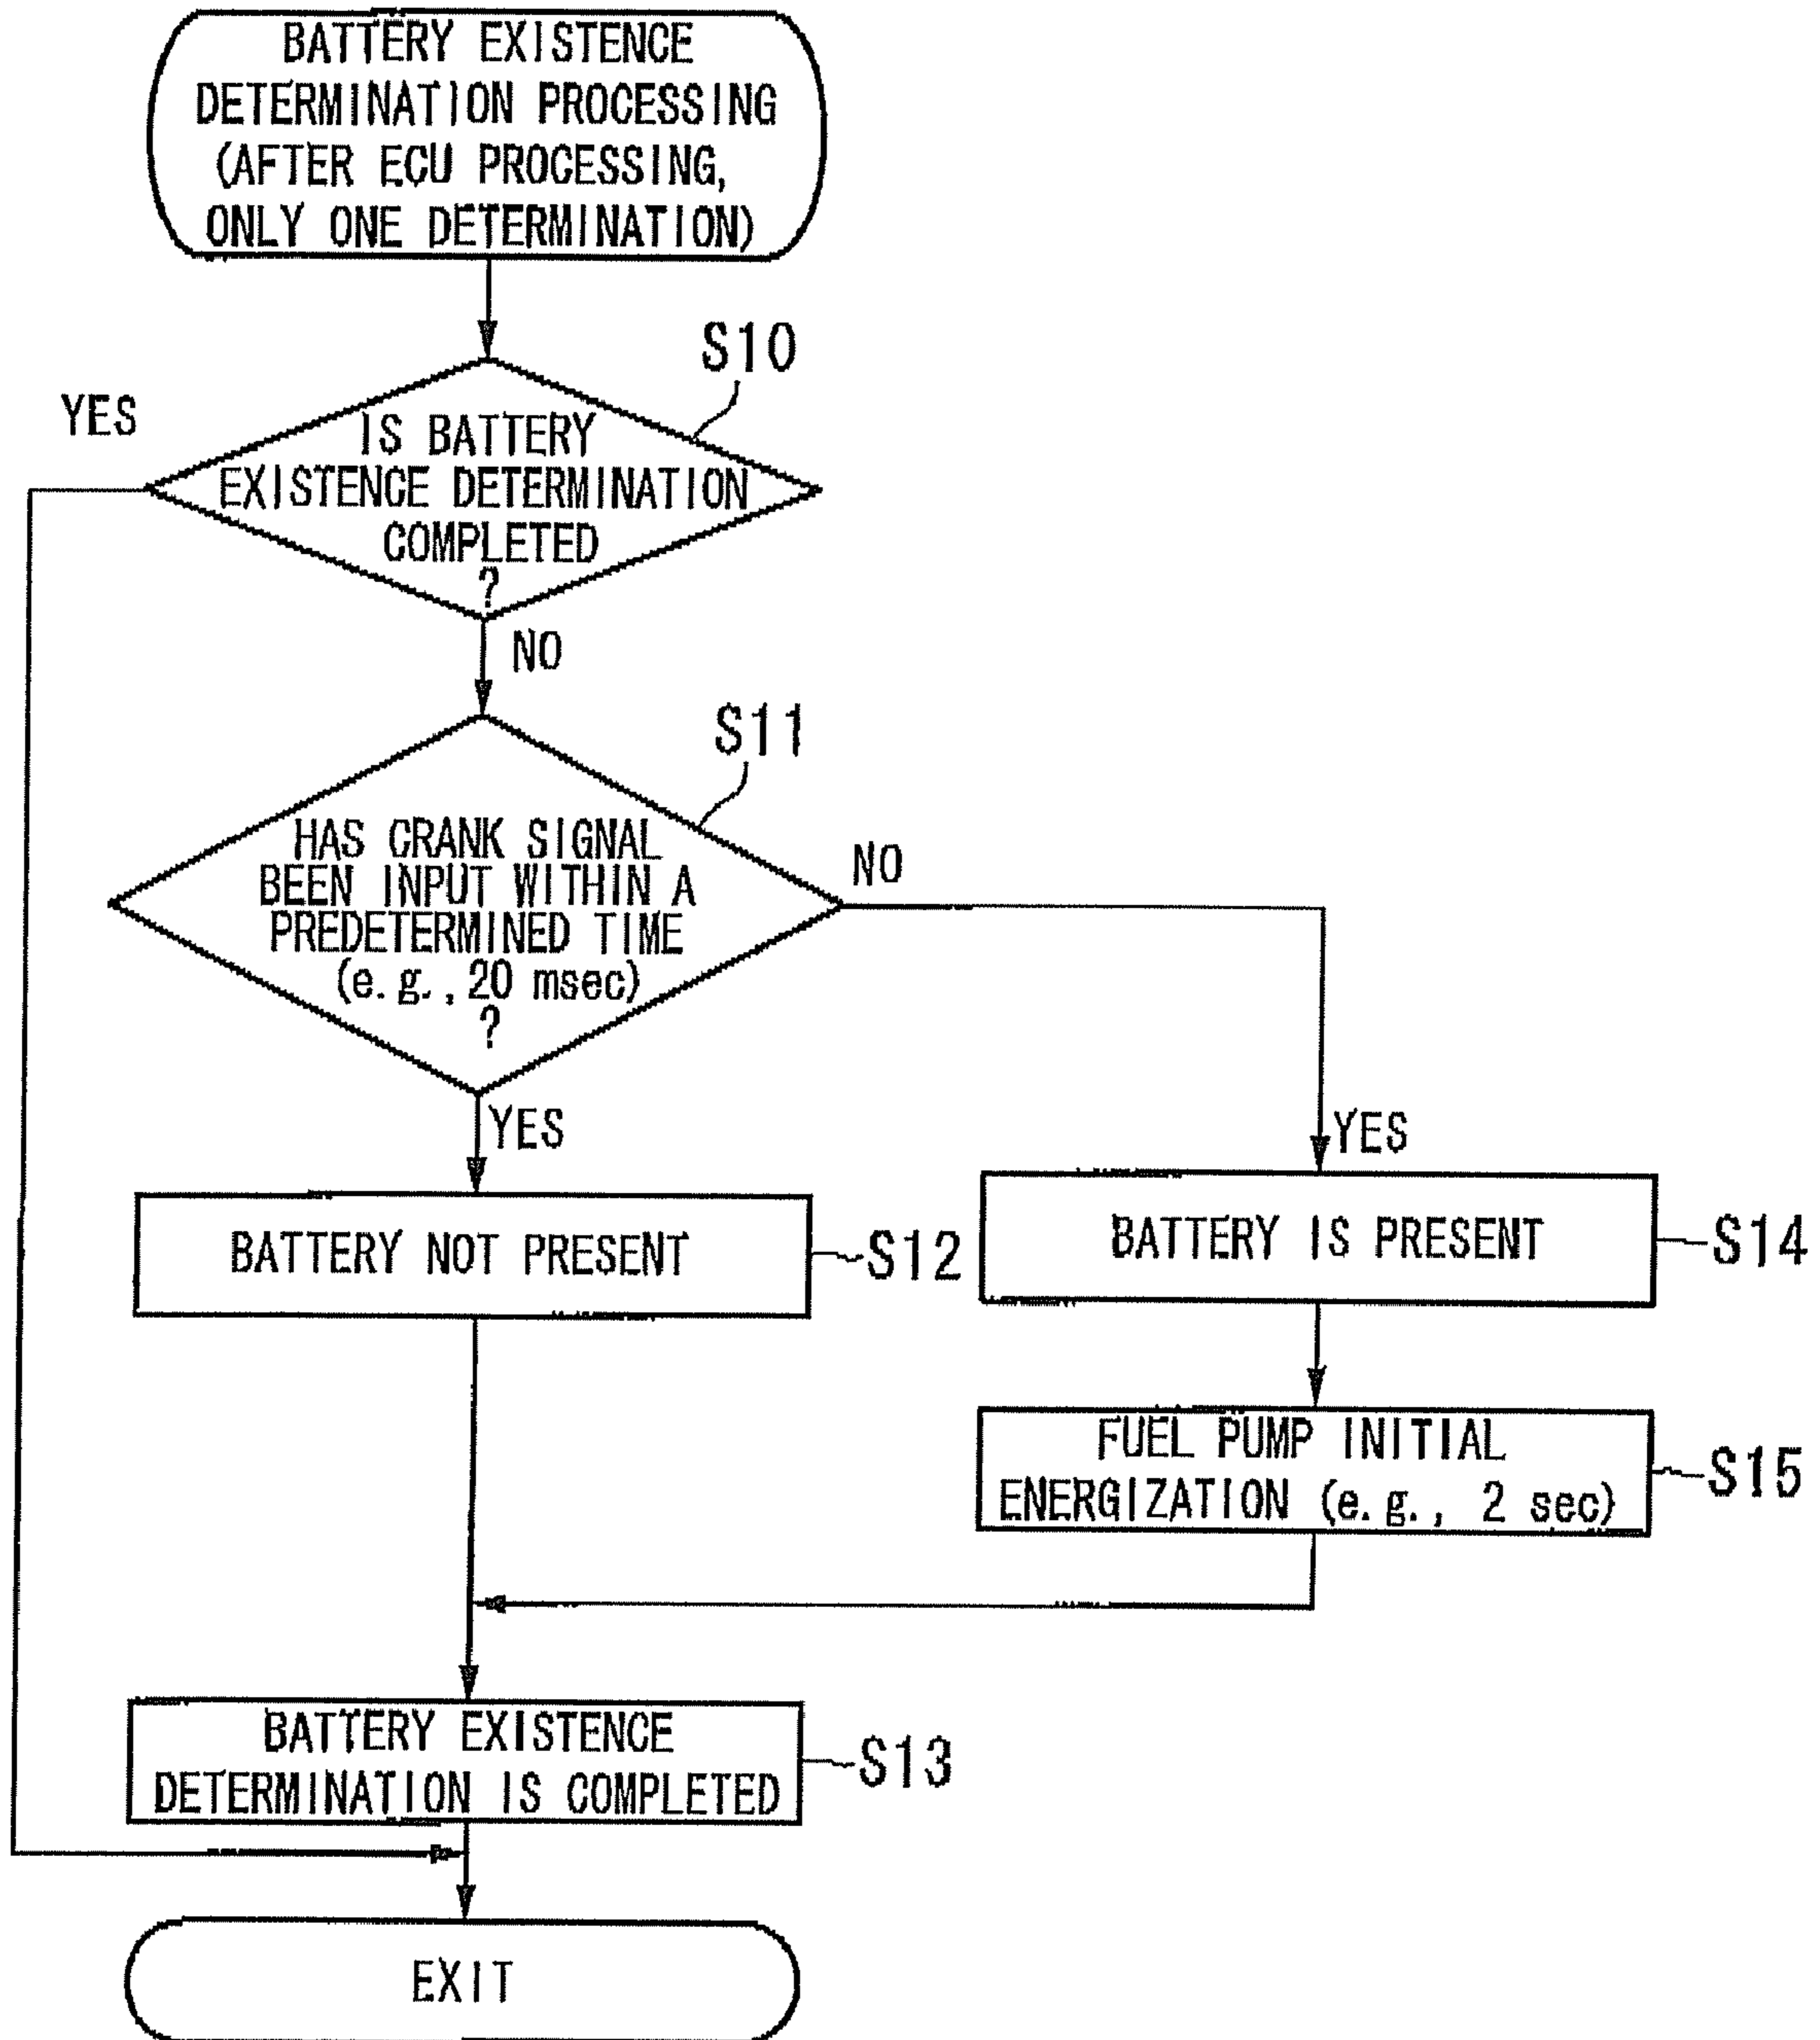 BATTERY EXISTENCE
DETERMINATION PROCESSING
(AFTER ECU PROCESSING,
ONLY ONE DETERMINATION)
S10
YES
IS BATTERY
EXISTENCE DETERMINATION
COMPLETED
?
NO
S11
HAS CRANK SIGNAL
BEEN INPUT WITHIN A
PREDETERMINED TIME
(e.g., 20 msec)
?
NO
YES
YES
BATTERY NOT PRESENT
S12
BATTERY IS PRESENT
S14
FUEL PUMP INITIAL
ENERGIZATION (e.g., 2 sec)
S15
BATTERY EXISTENCE
DETERMINATION IS COMPLETED
S13
EXIT